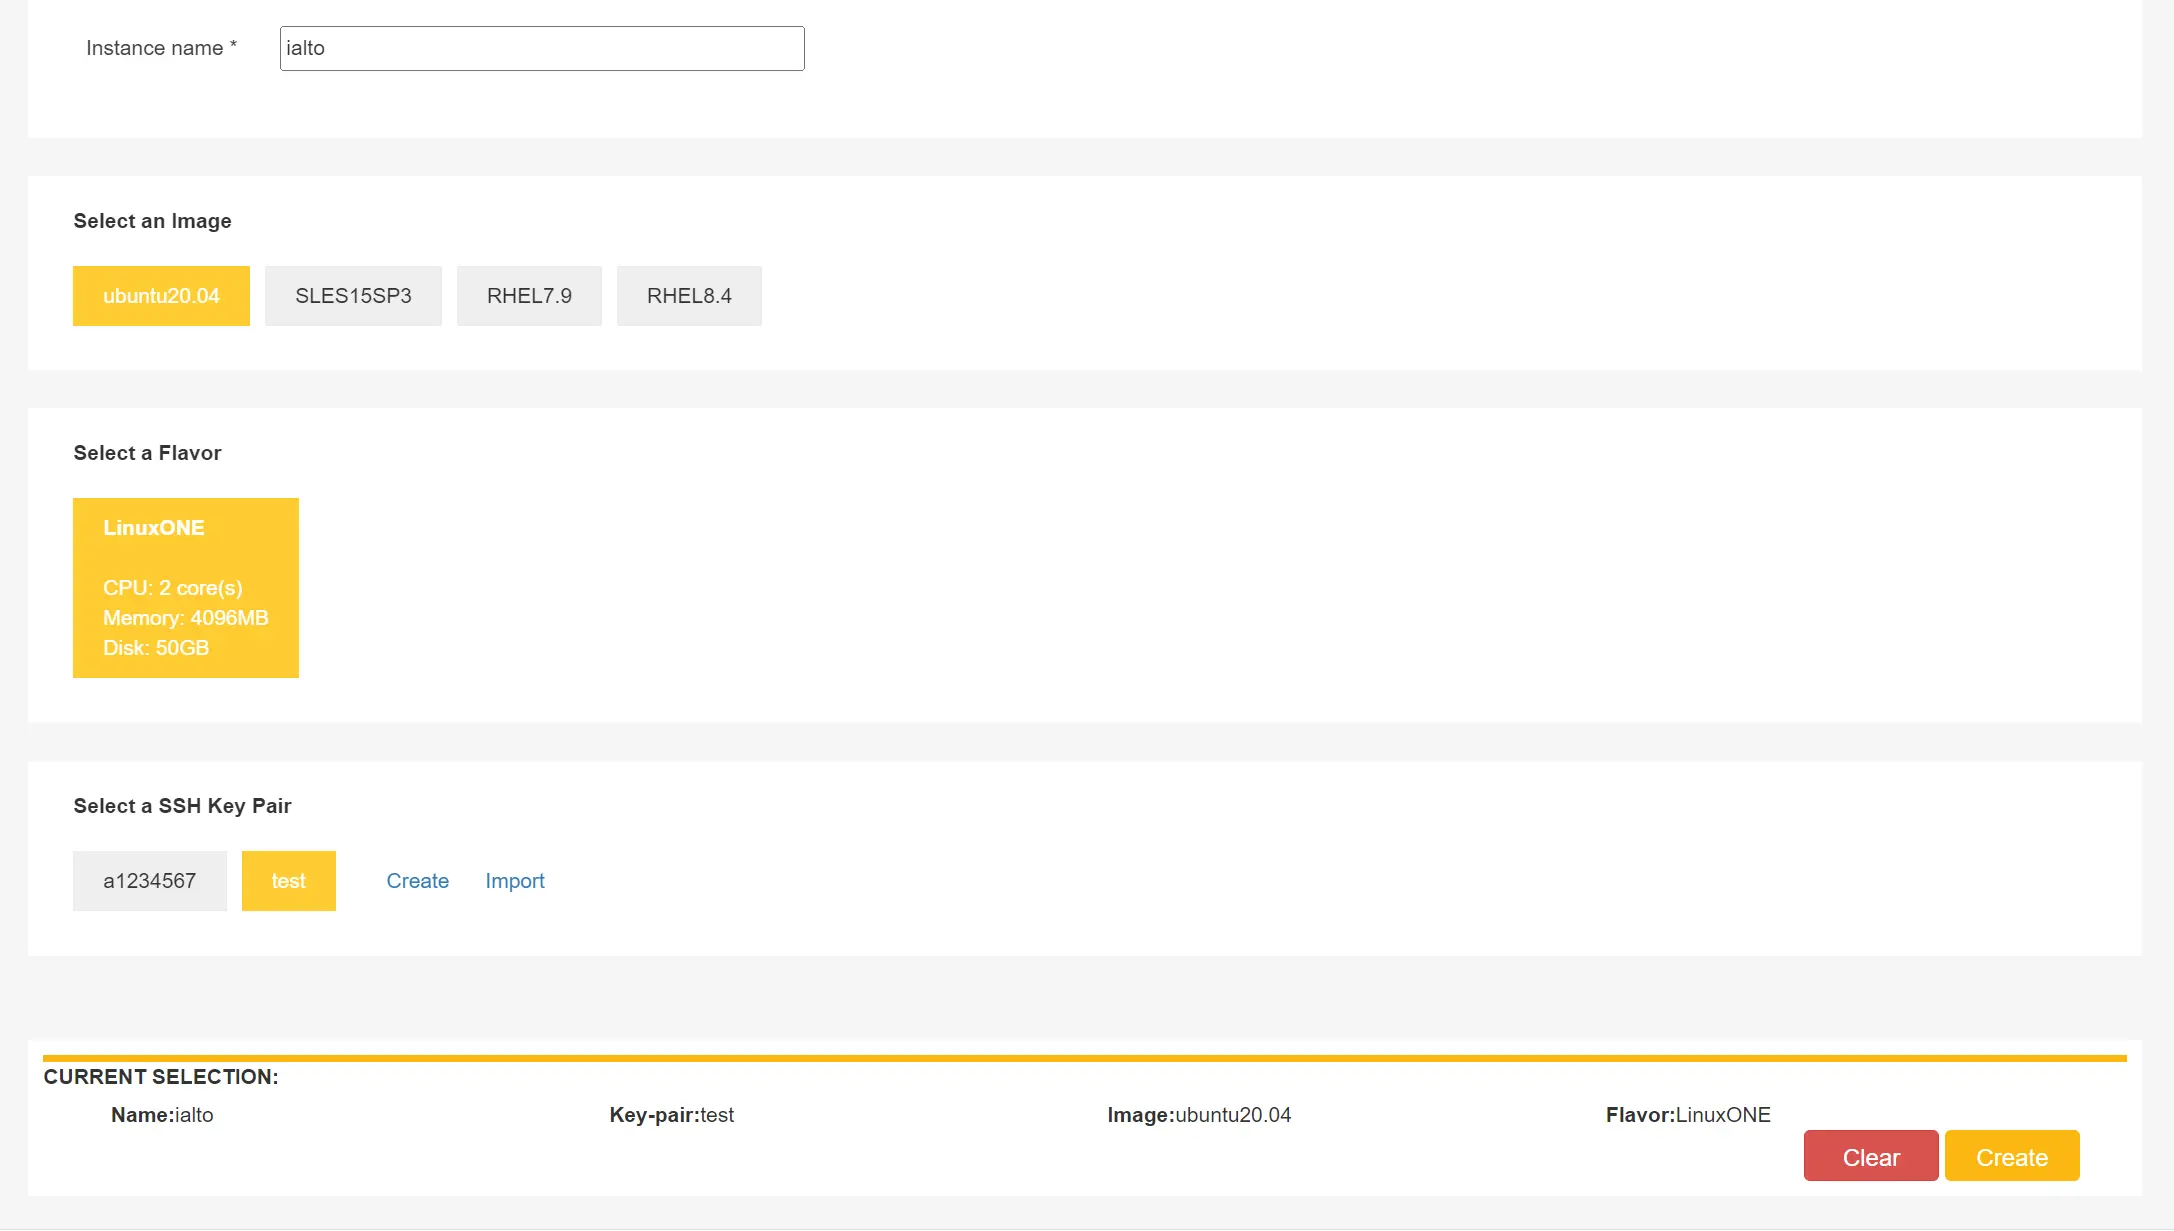 Instance name * ialto
Select an Image
ubuntu20.04 SLES15SP3 RHEL7.9 RHEL8.4
Select a Flavor
LinuxONE
CPU: 2 core(s)
Memory: 4096MB
Disk: 50GB
Select a SSH Key Pair
a1234567 test Create Import
CURRENT SELECTION:
Name:ialto Key-pair:test Image:ubuntu20.04 Flavor:LinuxONE
Clear Create